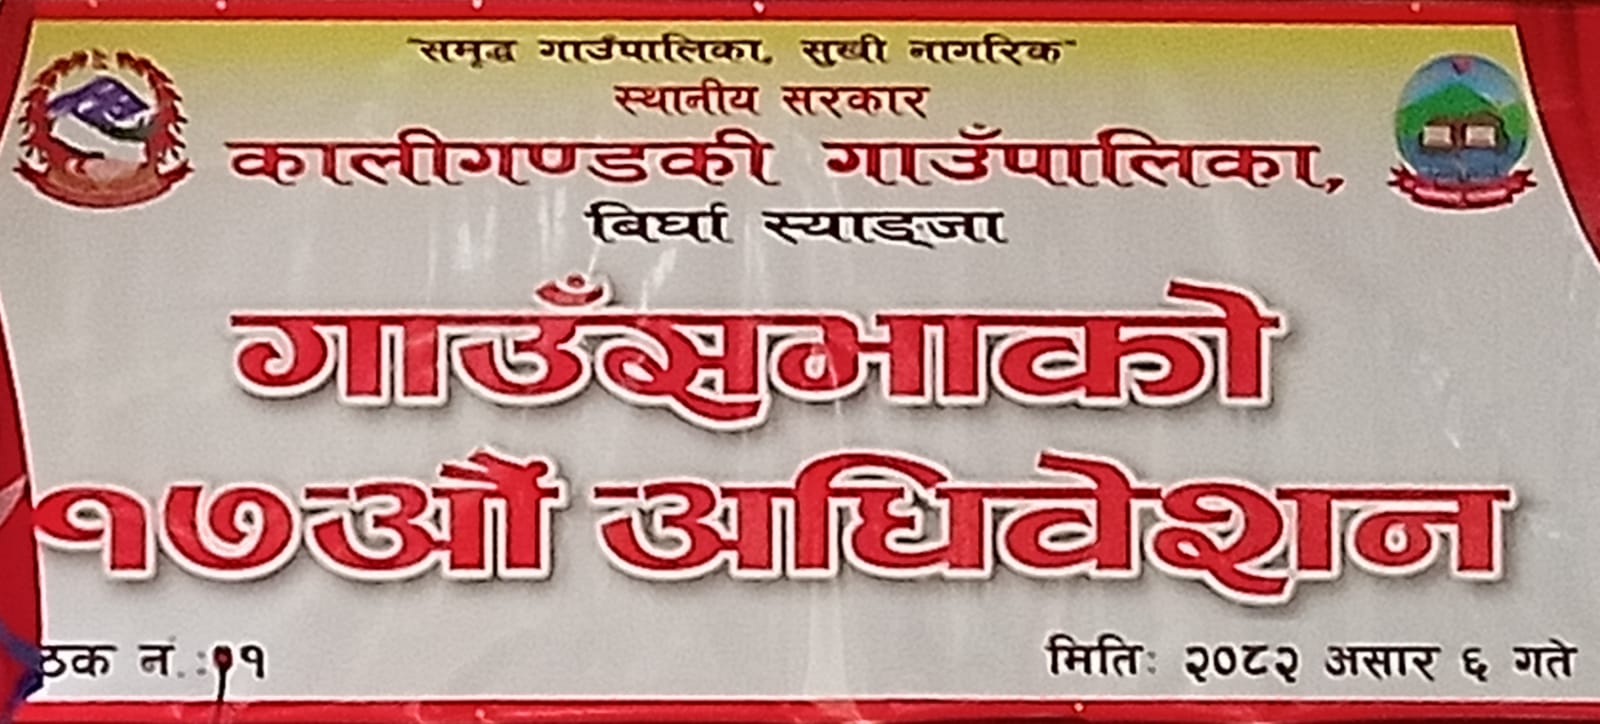 "समृद्ध गाउँपालिका, सुखी नागरिक"
स्थानीय सरकार
कालीगण्डकी गाउँपालिका,
बिर्घा स्याङ्जा
गाउँसभाको
१७औं अधिवेशन
नं.:
मिति: २०८२ असार ६ गते